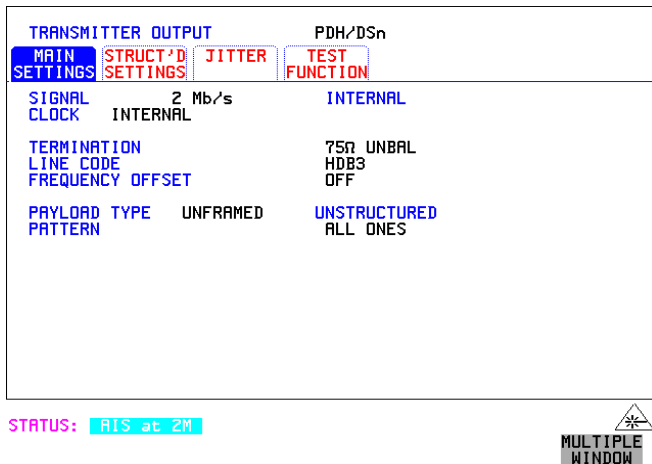 TRANSMITTER OUTPUT PDH/DSn
MAIN SETTINGS STRUCT'D SETTINGS JITTER TEST FUNCTION
SIGNAL 2 Mb/s INTERNAL
CLOCK INTERNAL
TERMINATION 75Ω UNBAL
LINE CODE HDB3
FREQUENCY OFFSET OFF
PAYLOAD TYPE UNFRAMED UNSTRUCTURED
PATTERN ALL ONES
STATUS: AIS at 2M
MULTIPLE
WINDOW